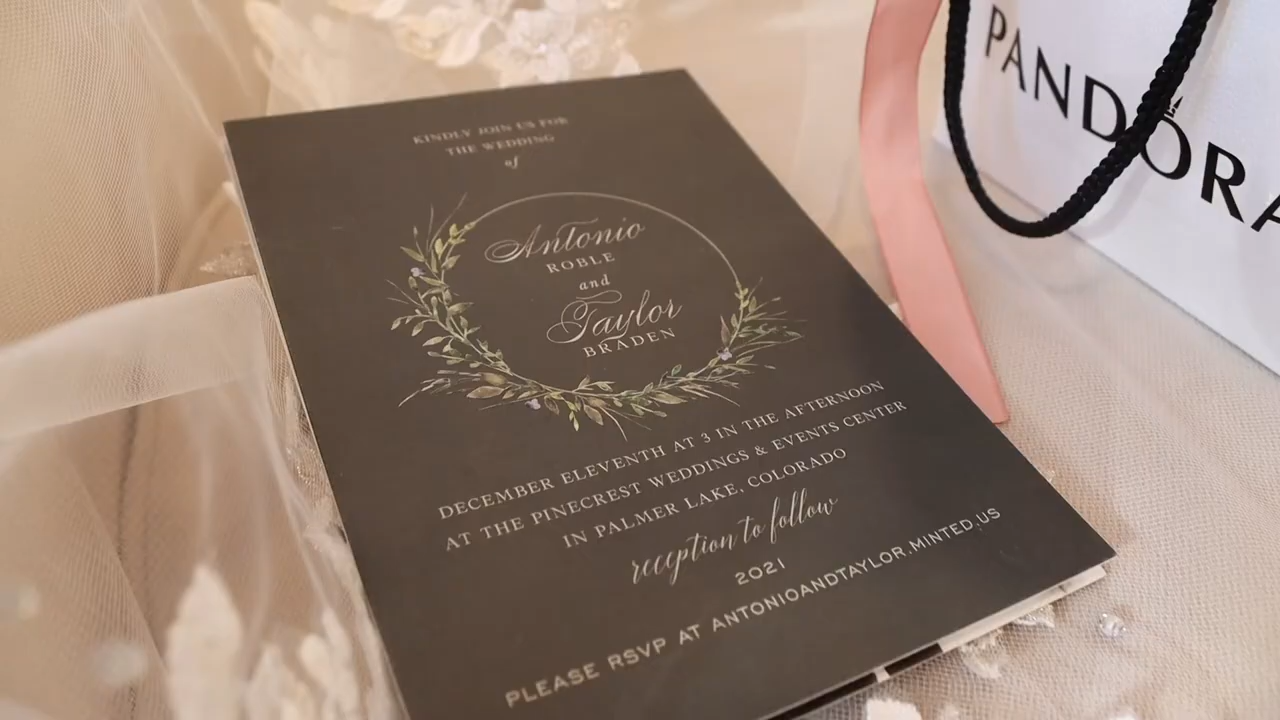 KINDLY JOIN US FOR
THE WEDDING
of
Antonio
ROBLE
and
Taylor
BRADEN
DECEMBER ELEVENTH AT 3 IN THE AFTERNOON
AT THE PINECREST WEDDINGS & EVENTS CENTER
IN PALMER LAKE, COLORADO
reception to follow
2021
PLEASE RSVP AT ANTONIOANDTAYLOR.MINTED.US
PANDORA